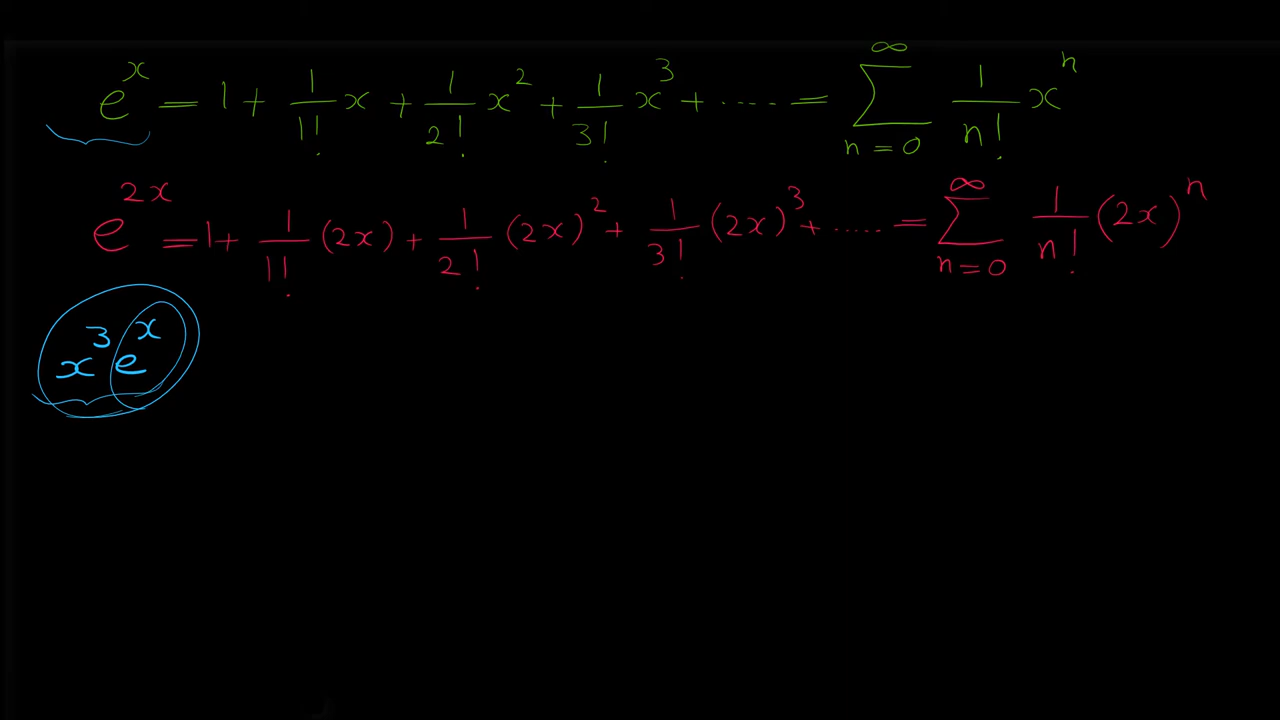 e^x = 1 + 1/1! x + 1/2! x^2 + 1/3! x^3 + ..... = ∑_{n=0}^{∞} 1/n! x^n
e^{2x} = 1 + 1/1! (2x) + 1/2! (2x)^2 + 1/3! (2x)^3 + ..... = ∑_{n=0}^{∞} 1/n! (2x)^n
x^3 e^x